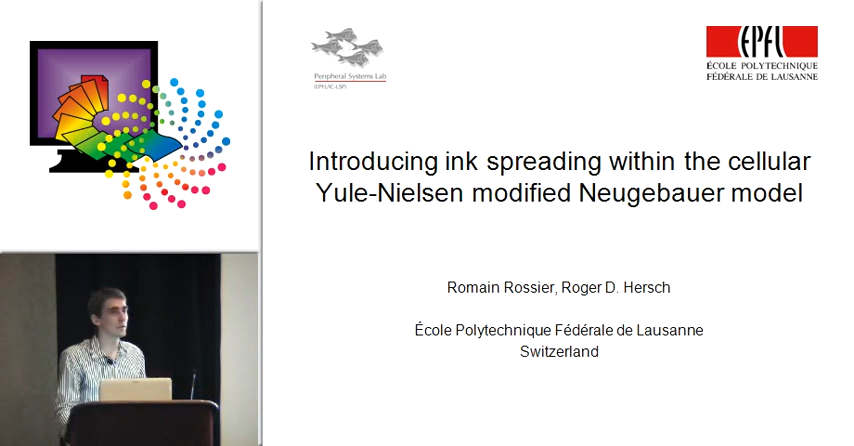 Peripheral Systems Lab
(EPFL/IC-LSP)
EPFL
ÉCOLE POLYTECHNIQUE
FÉDÉRALE DE LAUSANNE
Introducing ink spreading within the cellular
Yule-Nielsen modified Neugebauer model
Romain Rossier, Roger D. Hersch
École Polytechnique Fédérale de Lausanne
Switzerland